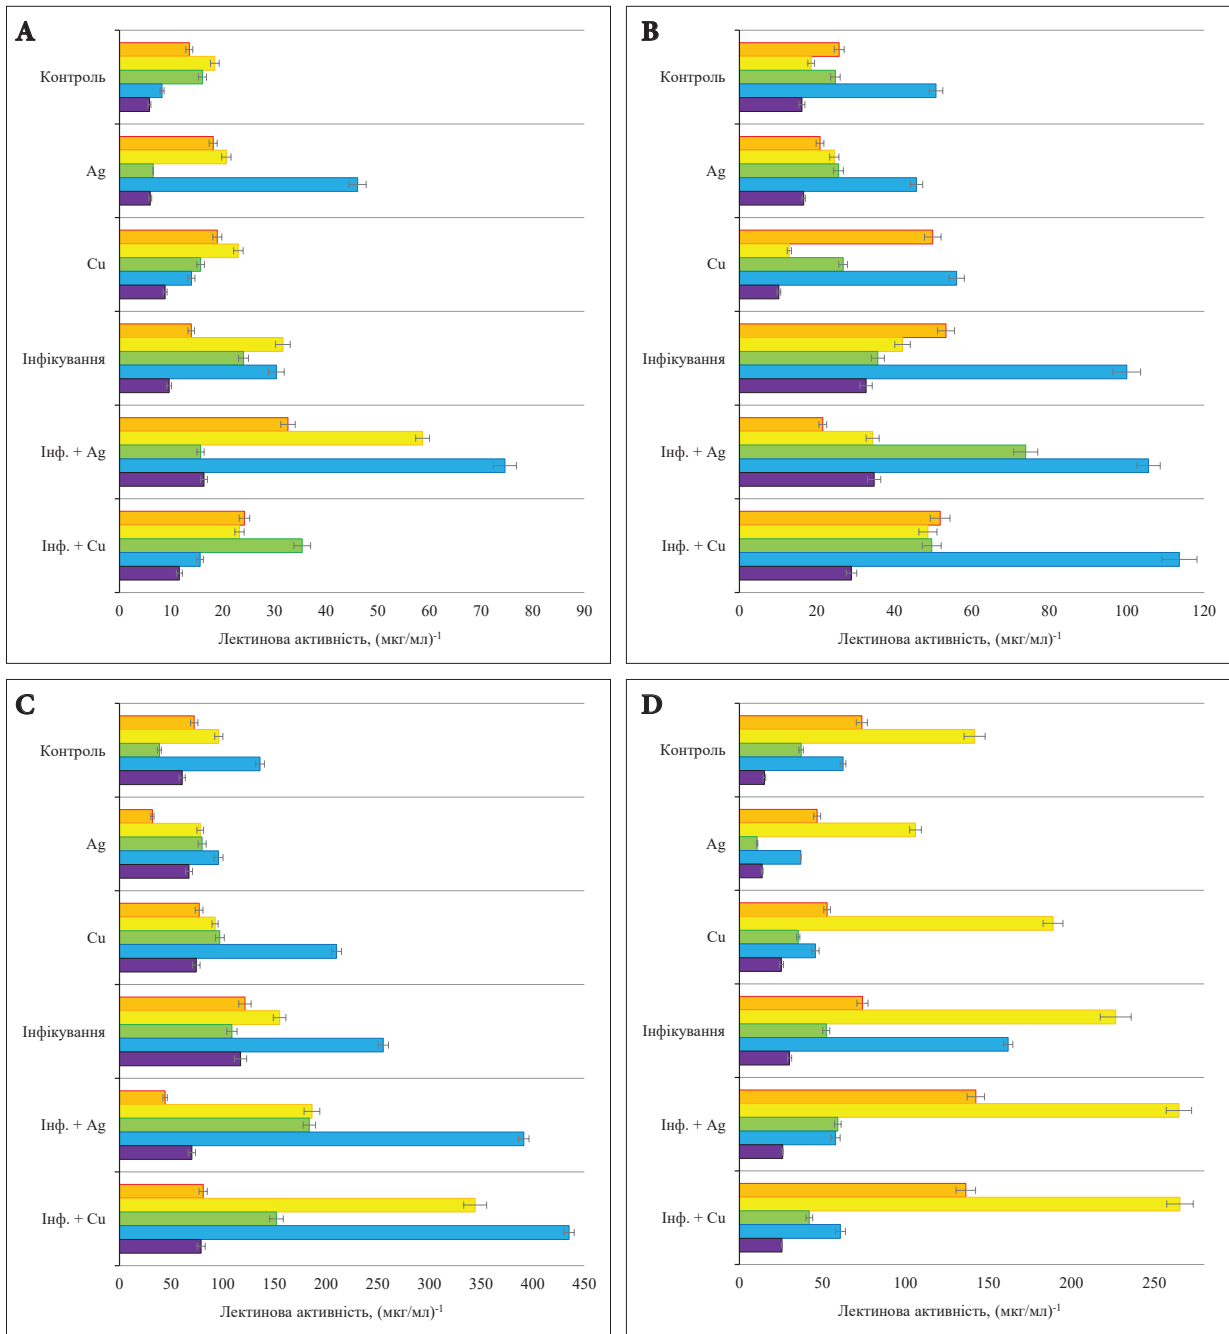 A
Контроль
Ag
Cu
Інфікування
Інф. + Ag
Інф. + Cu
0 10 20 30 40 50 60 70 80 90
Лектинова активність, (мкг/мл)-1
B
Контроль
Ag
Cu
Інфікування
Інф. + Ag
Інф. + Cu
0 20 40 60 80 100 120
Лектинова активність, (мкг/мл)-1
C
Контроль
Ag
Cu
Інфікування
Інф. + Ag
Інф. + Cu
0 50 100 150 200 250 300 350 400 450
Лектинова активність, (мкг/мл)-1
D
Контроль
Ag
Cu
Інфікування
Інф. + Ag
Інф. + Cu
0 50 100 150 200 250
Лектинова активність, (мкг/мл)-1